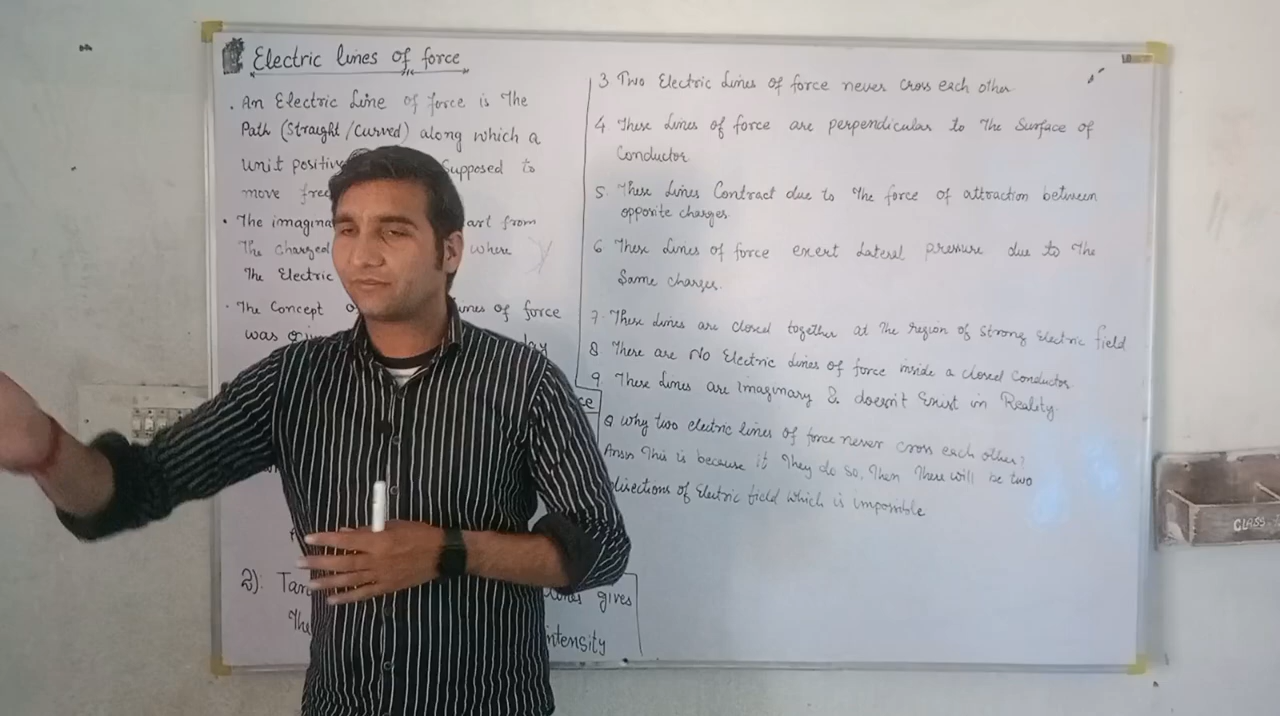 Electric lines of force
. An Electric Line of force is The
Path (Straight/Curved) along which a
Unit positive Supposed to
move free
. The imagina art from
The Charged where
The Electric
. The Concept o ines of force
was
2): Tan gives
The intensity
3 Two Electric Lines of force never Cross each other
4 These Lines of force are perpendicular to The Surface of
Conductor.
5. These Lines Contract due to The force of attraction between
opposite charges.
6 These Lines of force exert Lateral pressure due to The
Same charges.
7. These Lines are closed together at The region of Strong Electric field
8 There are No Electric Lines of force inside a closed Conductor
9 These Lines are imaginary & doesn't Exist in Reality.
ce
Q Why two electric lines of force never cross each other?
Ans:n This is because if They do so, Then There will be two
directions of Electric field which is impossible
CLASS